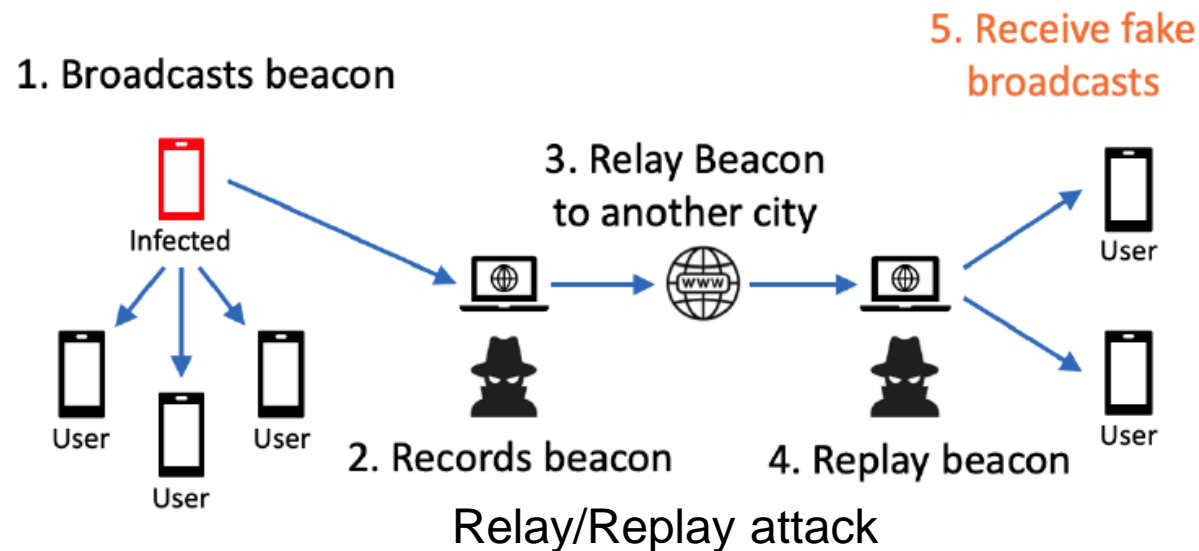 1. Broadcasts beacon
5. Receive fake
broadcasts
3. Relay Beacon
to another city
Infected
WWW
User
User
User
User
User
2. Records beacon
4. Replay beacon
Relay/Replay attack